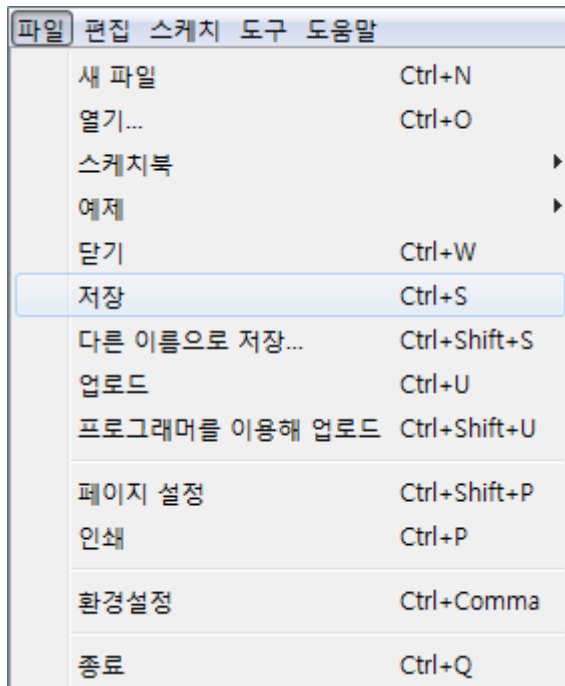 파일 편집 스케치 도구 도움말
새 파일 Ctrl+N
열기... Ctrl+O
스케치북
예제
닫기 Ctrl+W
저장 Ctrl+S
다른 이름으로 저장... Ctrl+Shift+S
업로드 Ctrl+U
프로그래머를 이용해 업로드 Ctrl+Shift+U
페이지 설정 Ctrl+Shift+P
인쇄 Ctrl+P
환경설정 Ctrl+Comma
종료 Ctrl+Q